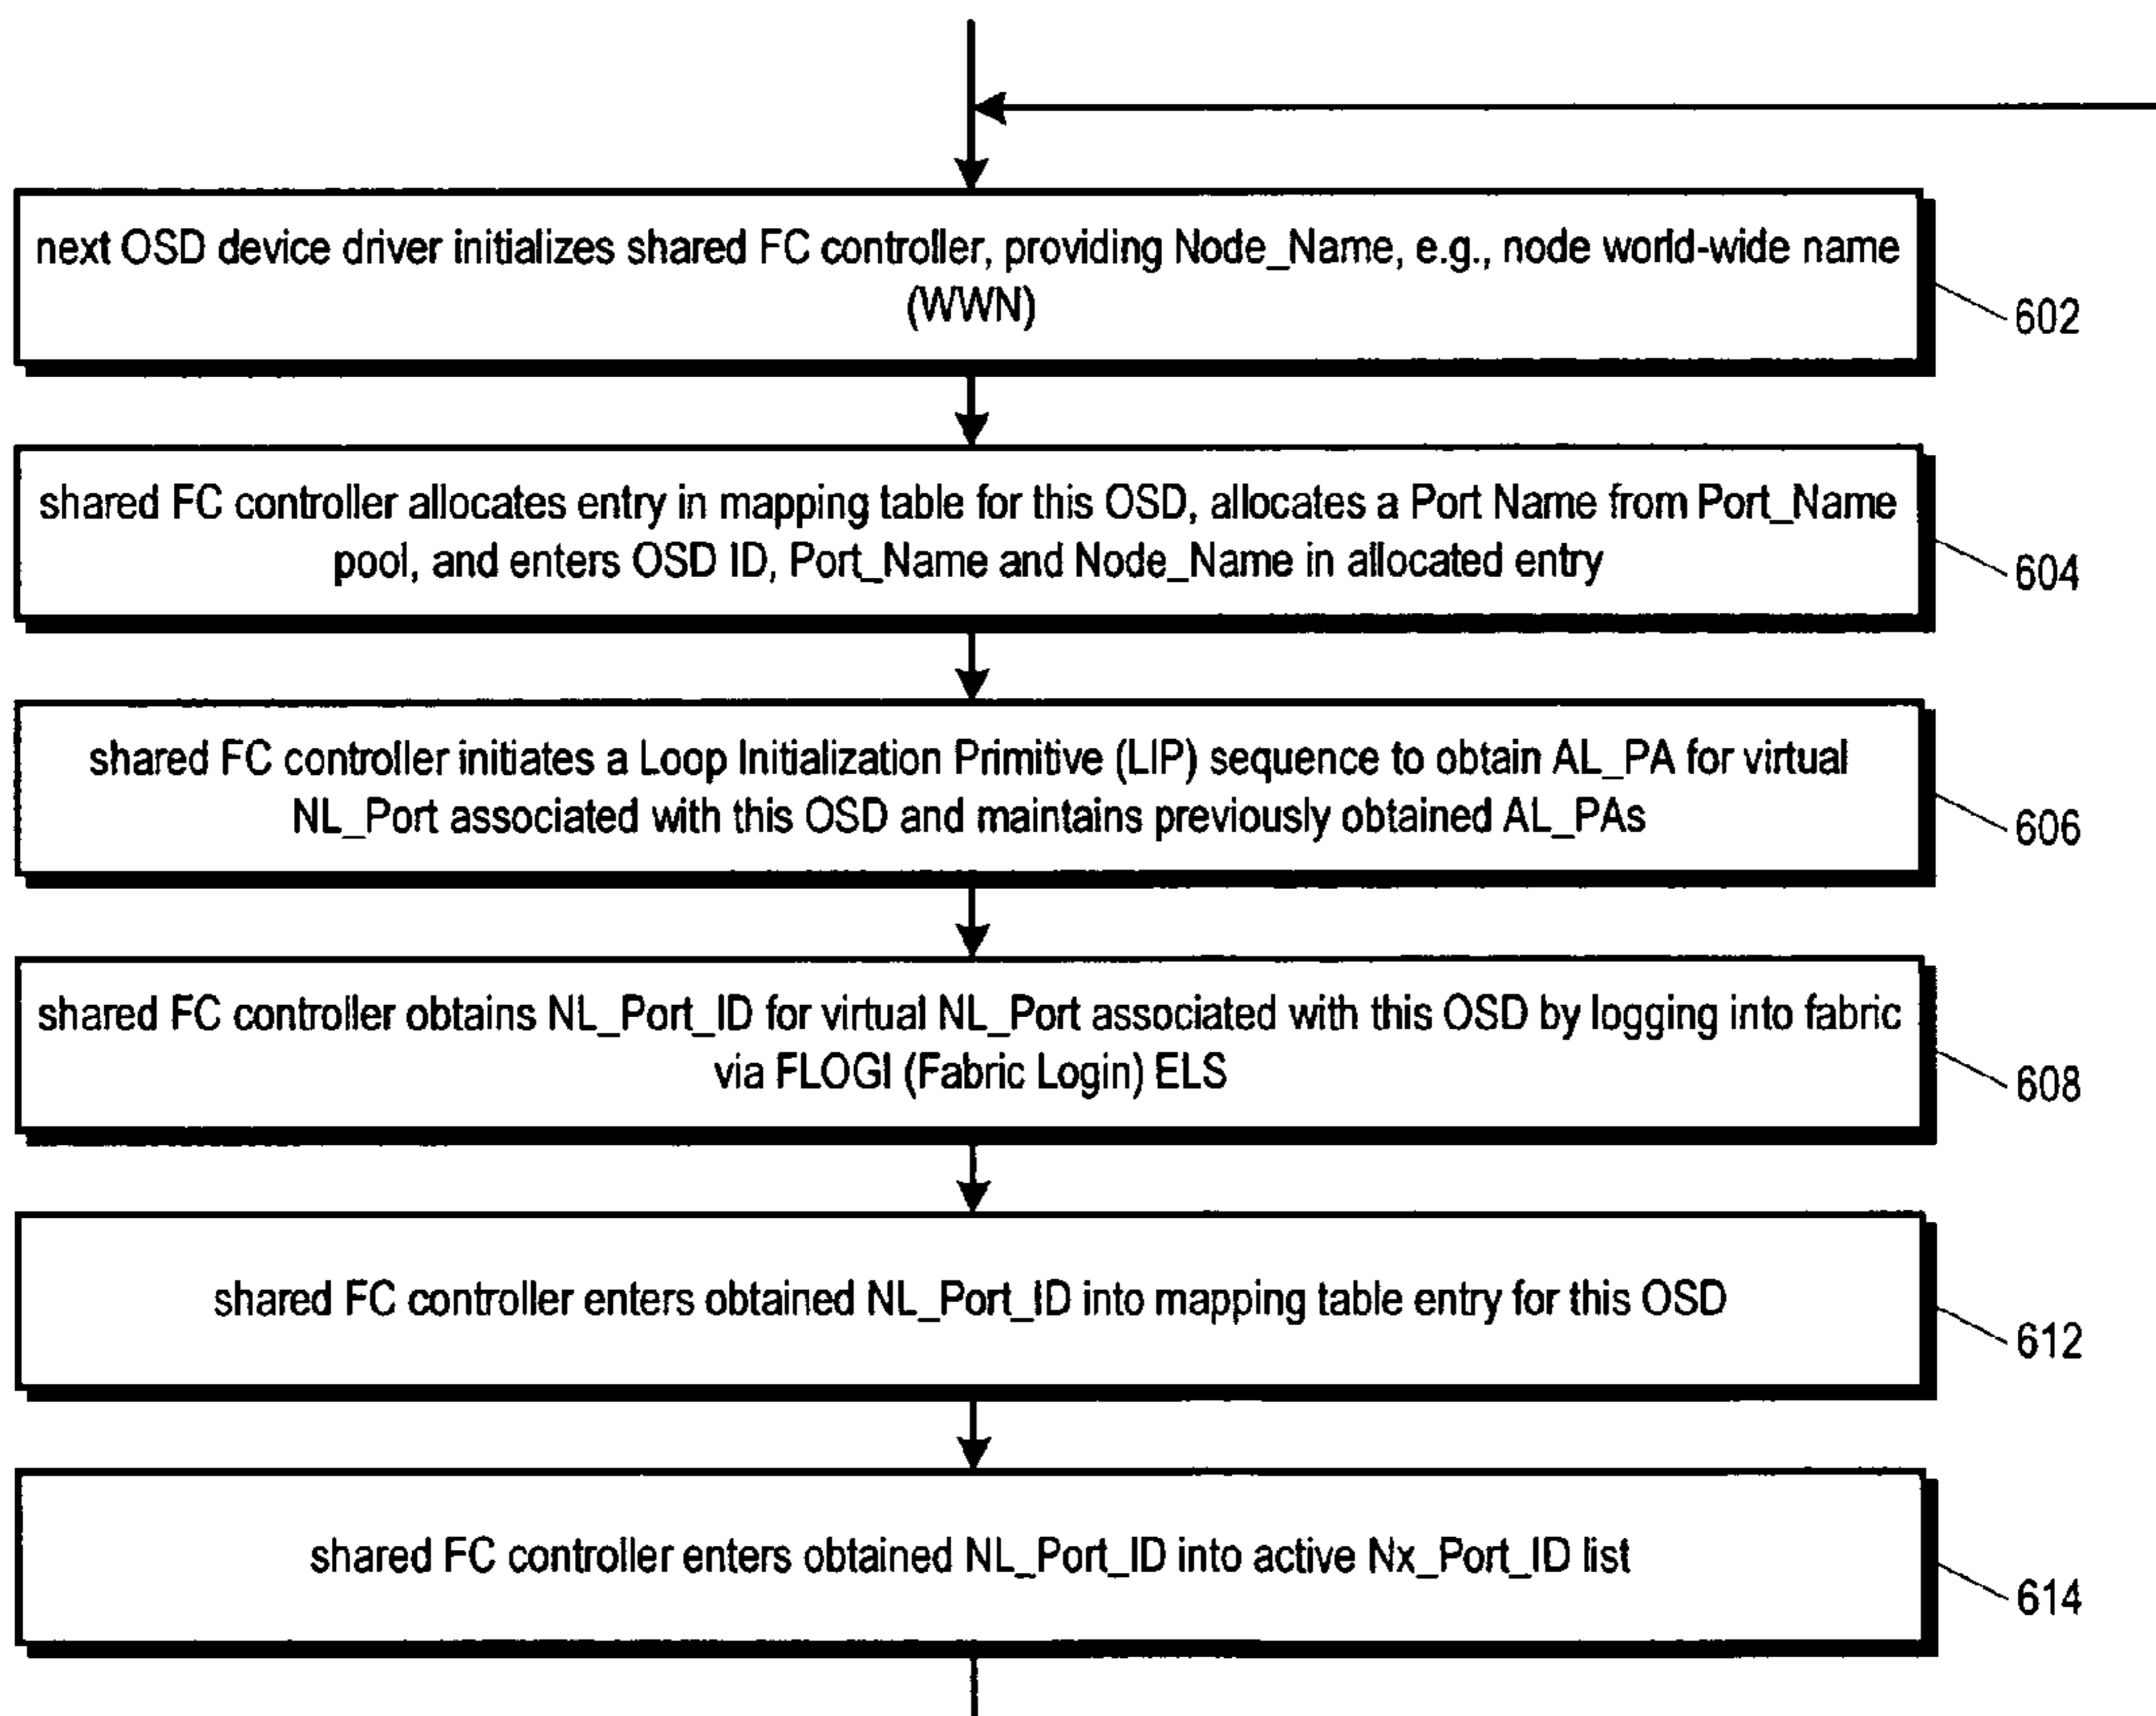 next OSD device driver initializes shared FC controller, providing Node_Name, e.g., node world-wide name
(WWN)
602
shared FC controller allocates entry in mapping table for this OSD, allocates a Port Name from Port_Name
pool, and enters OSD ID, Port_Name and Node_Name in allocated entry
604
shared FC controller initiates a Loop Initialization Primitive (LIP) sequence to obtain AL_PA for virtual
NL_Port associated with this OSD and maintains previously obtained AL_PAs
606
shared FC controller obtains NL_Port_ID for virtual NL_Port associated with this OSD by logging into fabric
via FLOGI (Fabric Login) ELS
608
shared FC controller enters obtained NL_Port_ID into mapping table entry for this OSD
612
shared FC controller enters obtained NL_Port_ID into active Nx_Port_ID list
614